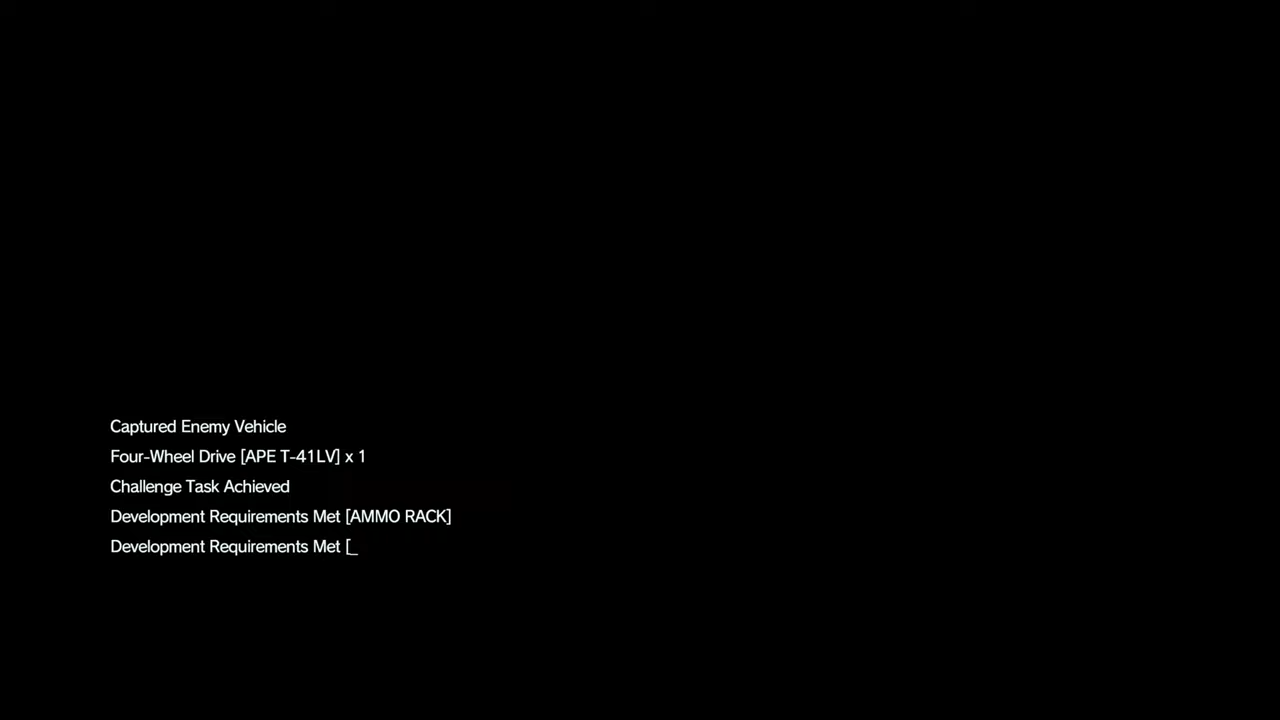 Captured Enemy Vehicle
Four-Wheel Drive [APE T-41LV] x 1
Challenge Task Achieved
Development Requirements Met [AMMO RACK]
Development Requirements Met [_